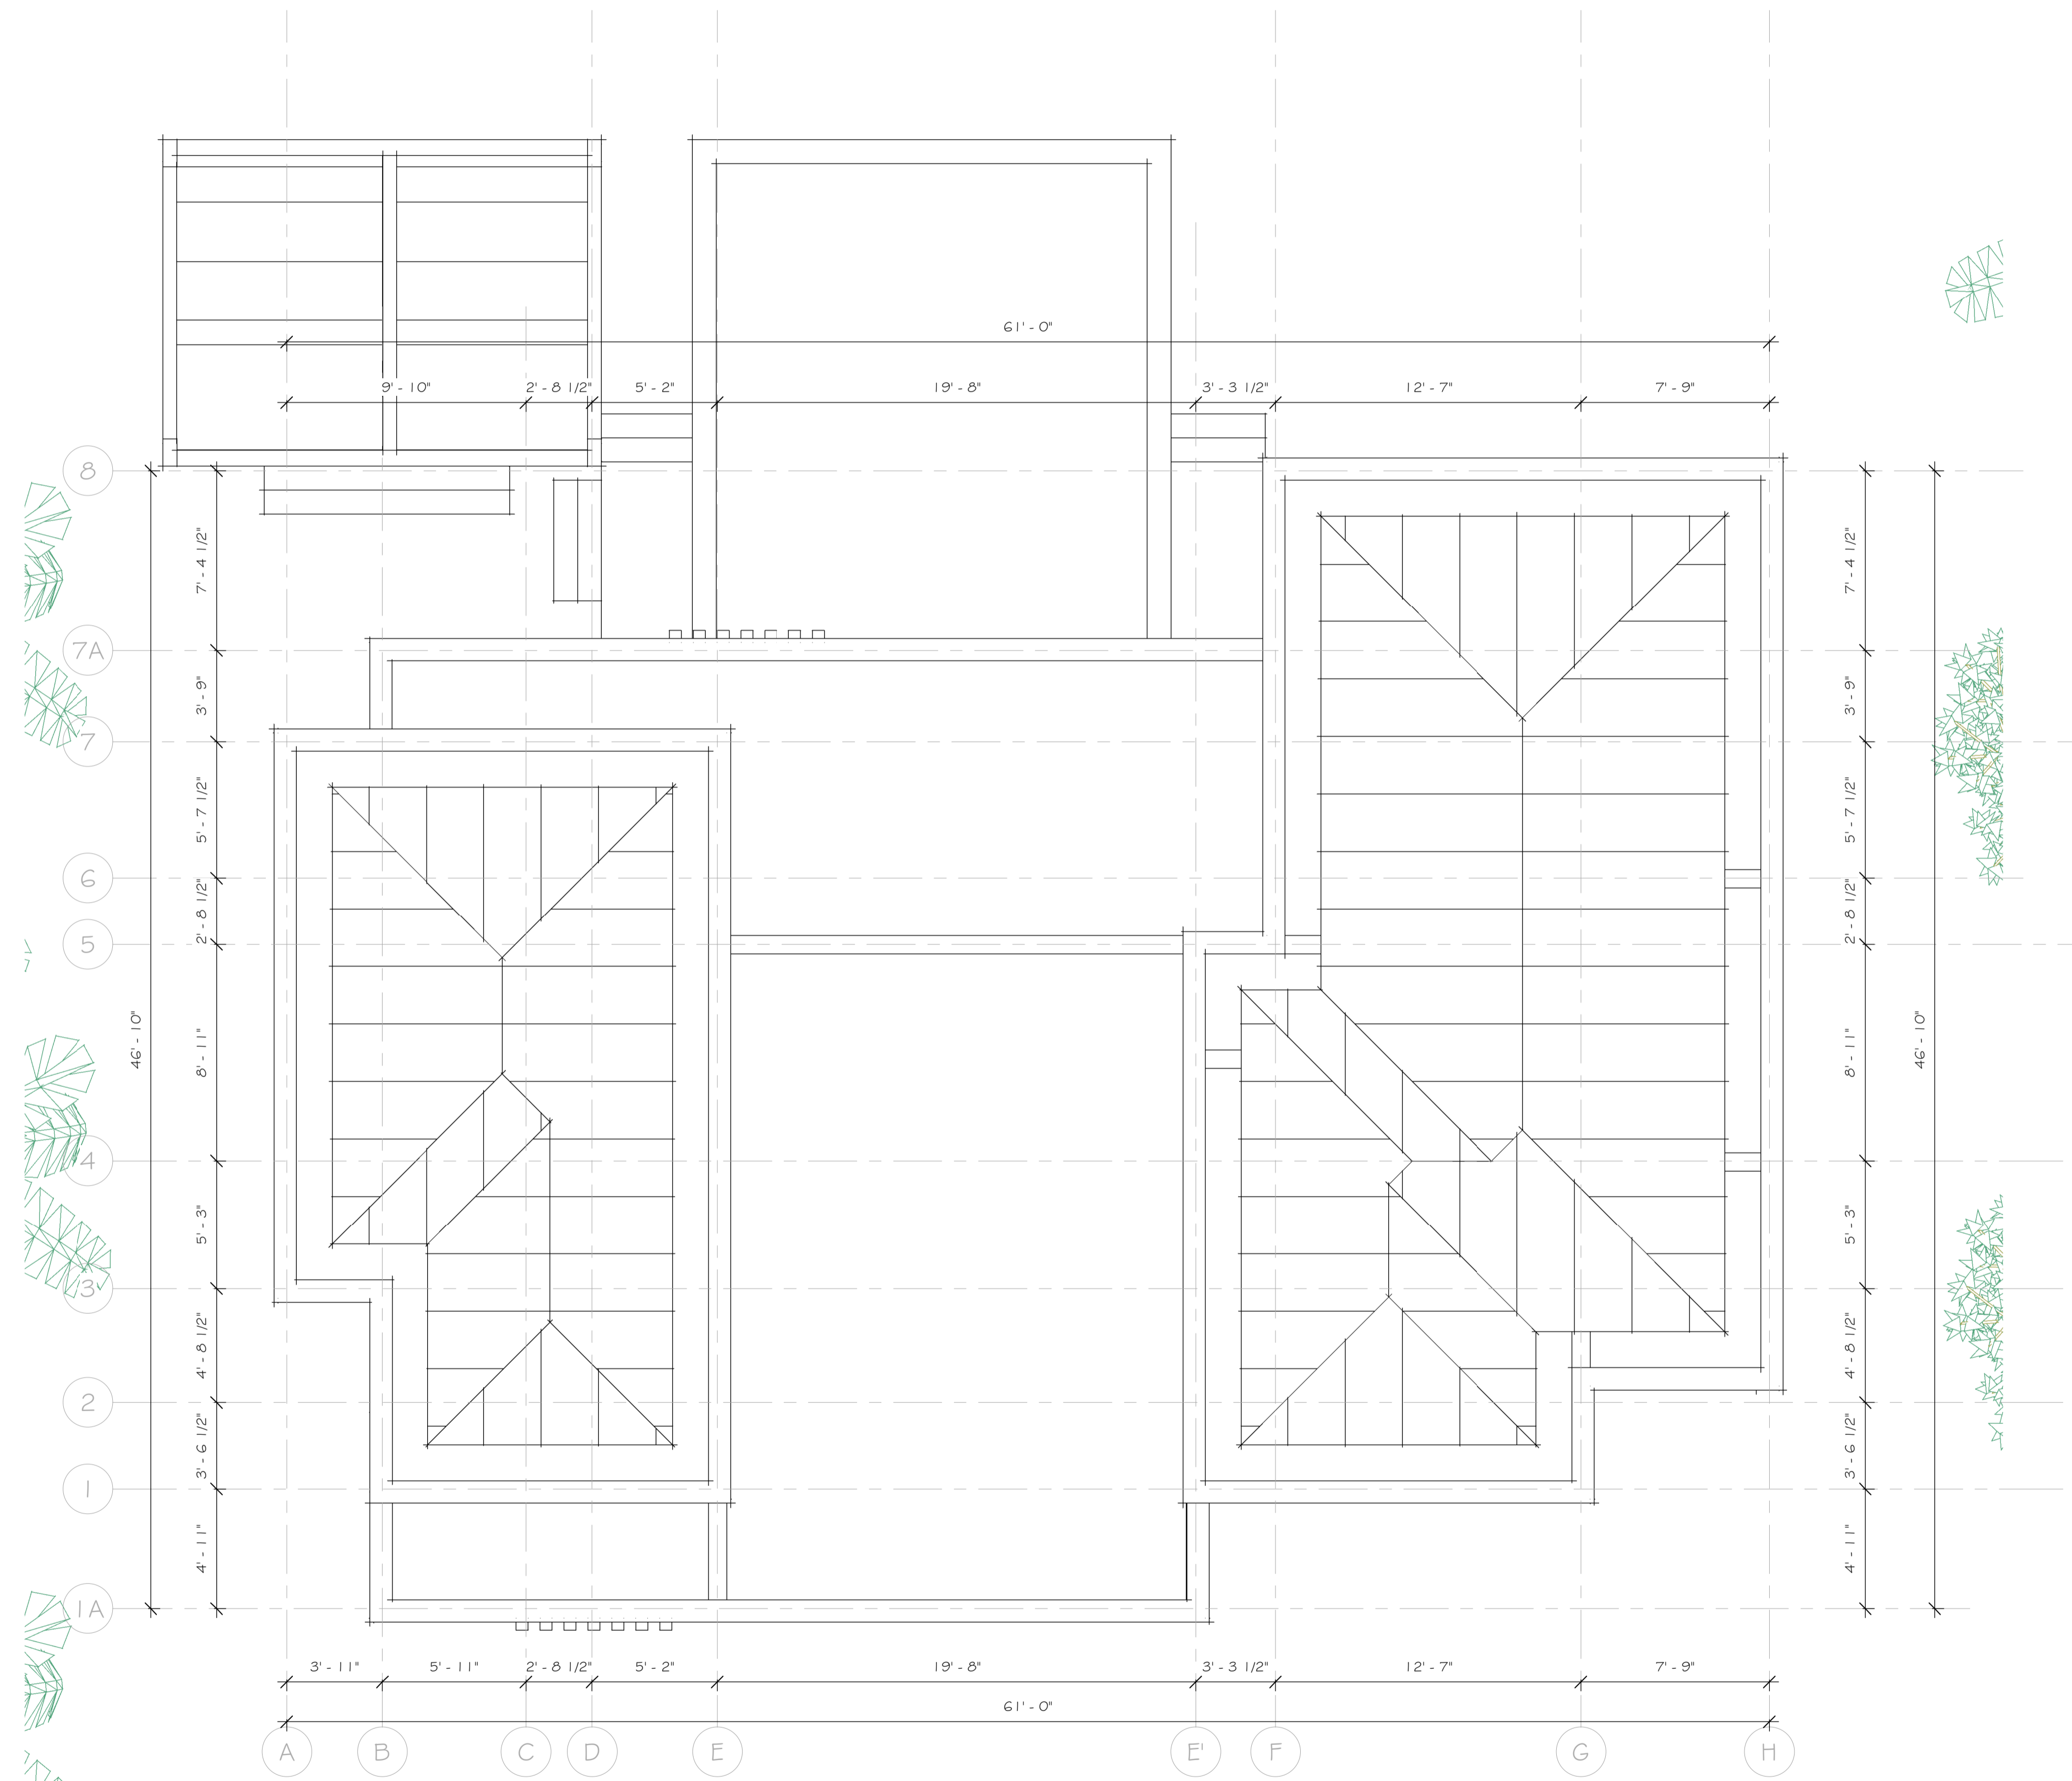 61' - 0"
9' - 10" 2' - 8 1/2" 5' - 2" 19' - 8" 3' - 3 1/2" 12' - 7" 7' - 9"
8
7' - 4 1/2" 7' - 4 1/2"
7A
3' - 9" 3' - 9"
7
5' - 7 1/2" 5' - 7 1/2"
6
2' - 8 1/2" 2' - 8 1/2"
5
46' - 10" 8' - 11" 8' - 11" 46' - 10"
4
5' - 3" 5' - 3"
3
4' - 8 1/2" 4' - 8 1/2"
2
3' - 6 1/2" 3' - 6 1/2"
1
4' - 11" 4' - 11"
1A
3' - 11" 5' - 11" 2' - 8 1/2" 5' - 2" 19' - 8" 3' - 3 1/2" 12' - 7" 7' - 9"
61' - 0"
A B C D E E' F G H